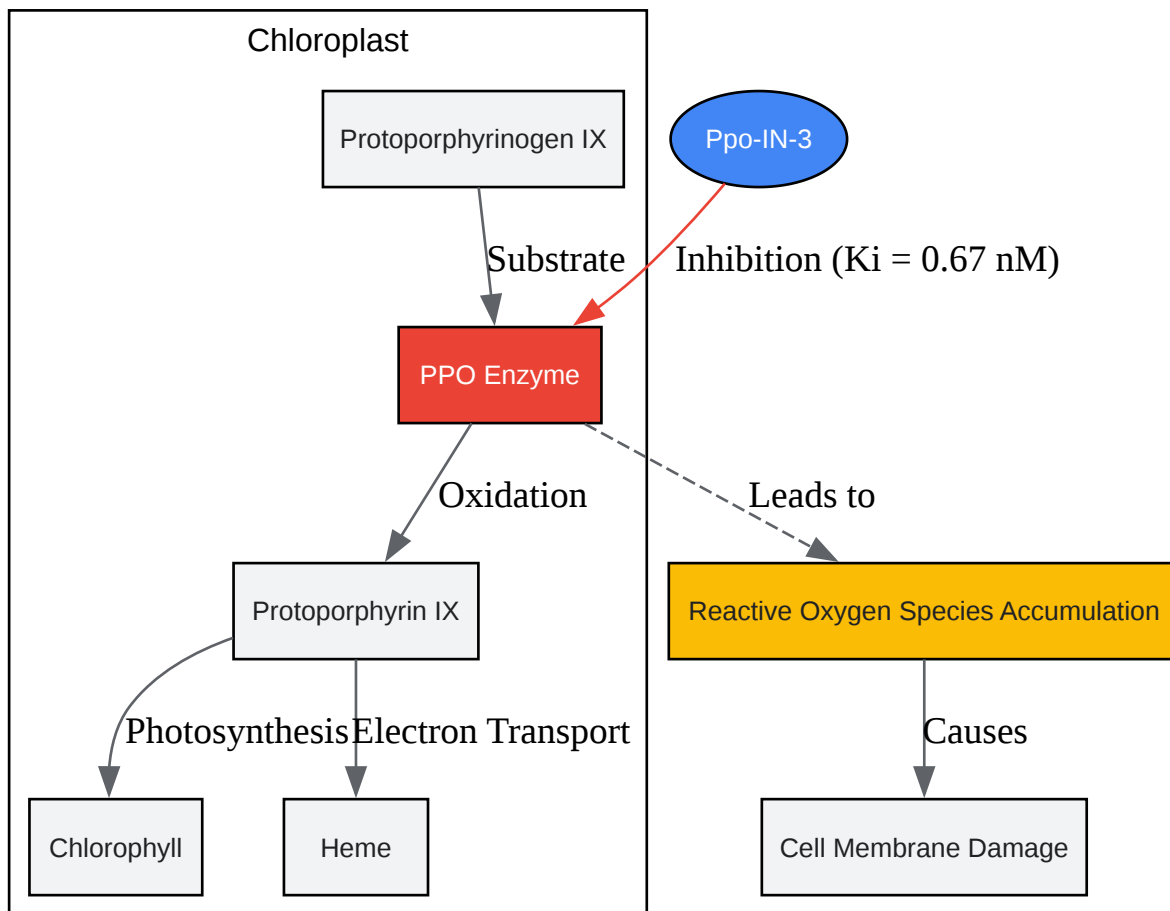 Chloroplast
Protoporphyrinogen IX
Ppo-IN-3
Substrate
Inhibition (Ki = 0.67 nM)
PPO Enzyme
Oxidation
Leads to
Protoporphyrin IX
Reactive Oxygen Species Accumulation
Photosynthesis
Electron Transport
Causes
Chlorophyll
Heme
Cell Membrane Damage